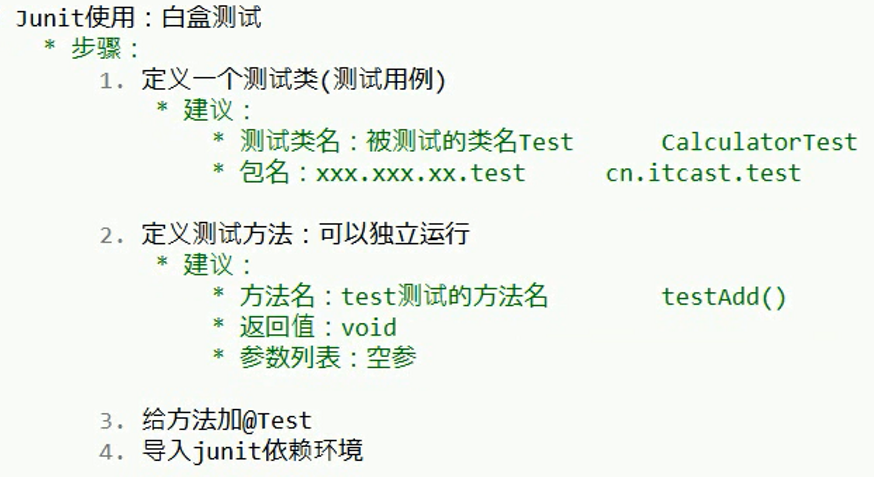 Junit使用：白盒测试
* 步骤：
1. 定义一个测试类(测试用例)
* 建议：
* 测试类名：被测试的类名Test CalculatorTest
* 包名：xxx.xxx.xx.test cn.itcast.test
2. 定义测试方法：可以独立运行
* 建议：
* 方法名：test测试的方法名 testAdd()
* 返回值：void
* 参数列表：空参
3. 给方法加@Test
4. 导入junit依赖环境